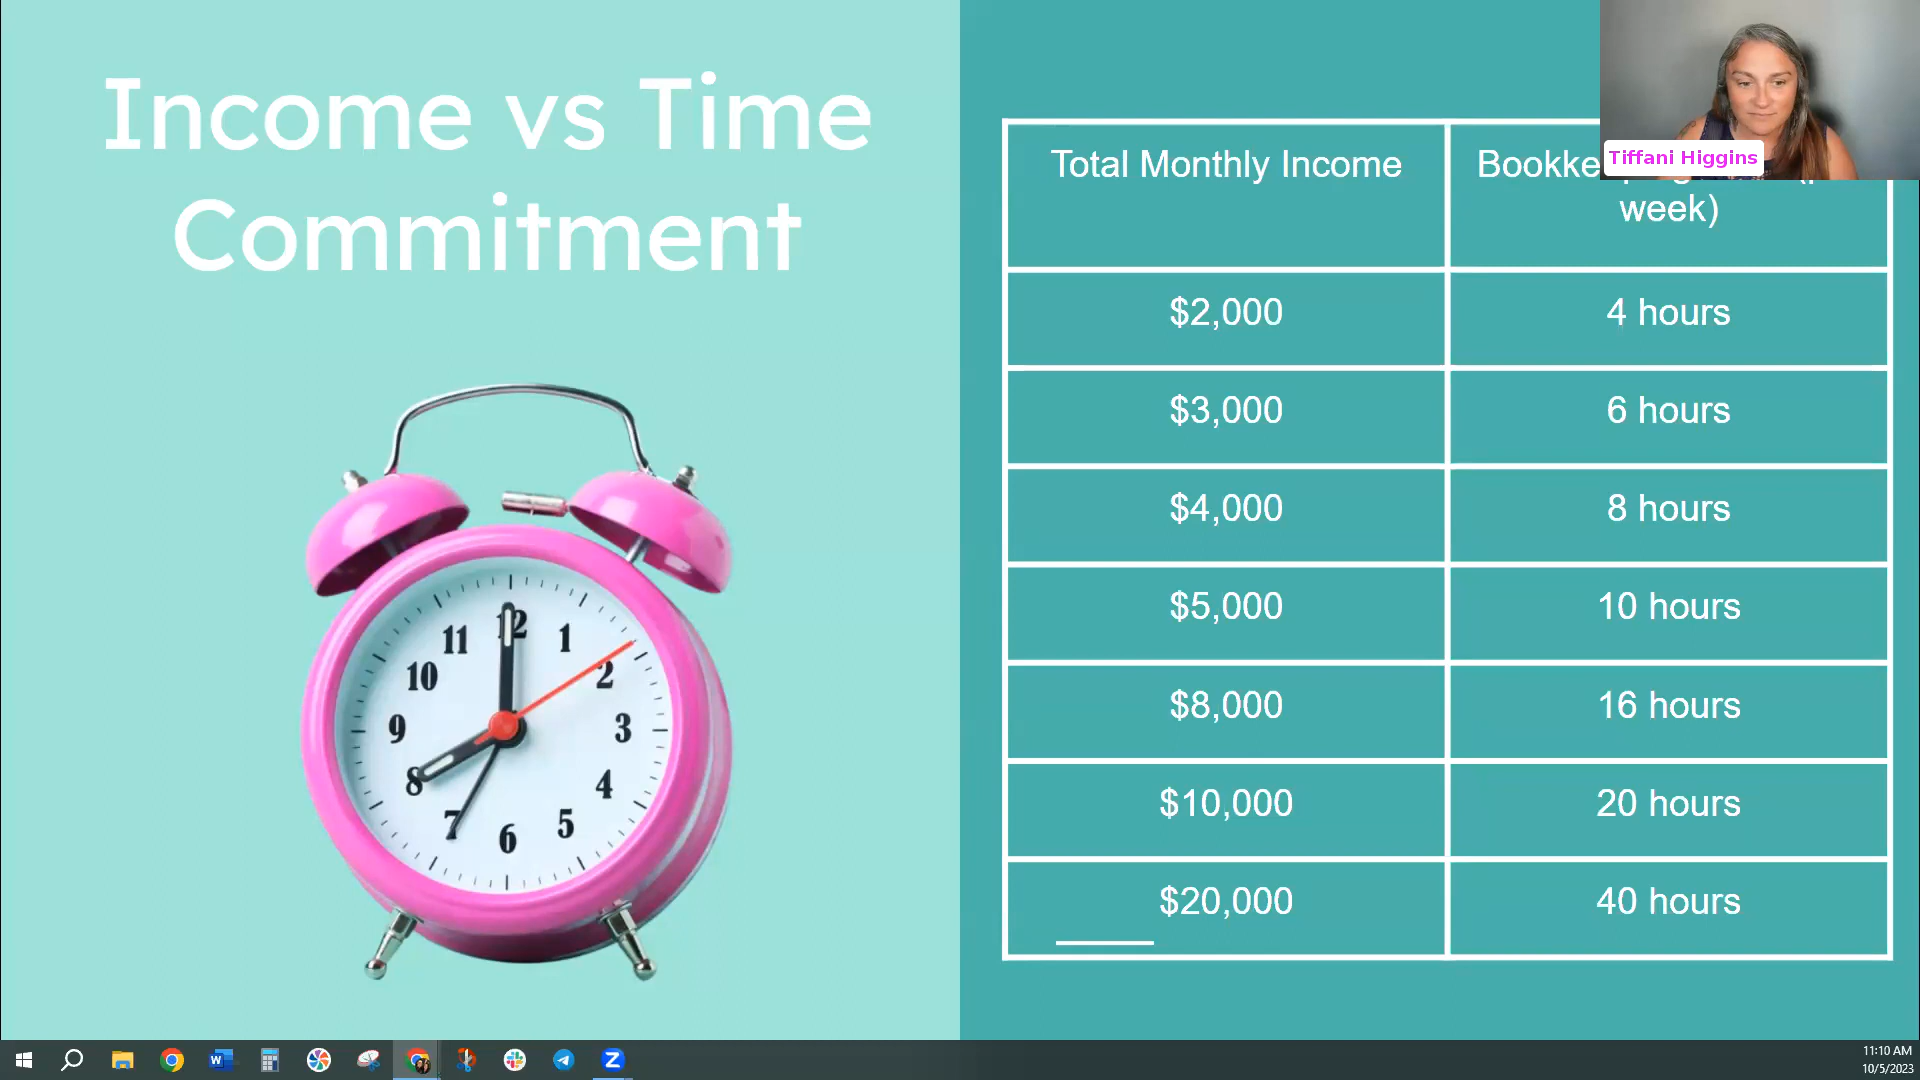 Income vs Time
Commitment
Total Monthly Income
week)
$2,000
4 hours
$3,000
6 hours
$4,000
8 hours
$5,000
10 hours
$8,000
16 hours
$10,000
20 hours
$20,000
40 hours
Tiffani Higgins
12
1
2
3
4
5
6
7
8
9
10
11
W
Z
11:10 AM
10/5/2023